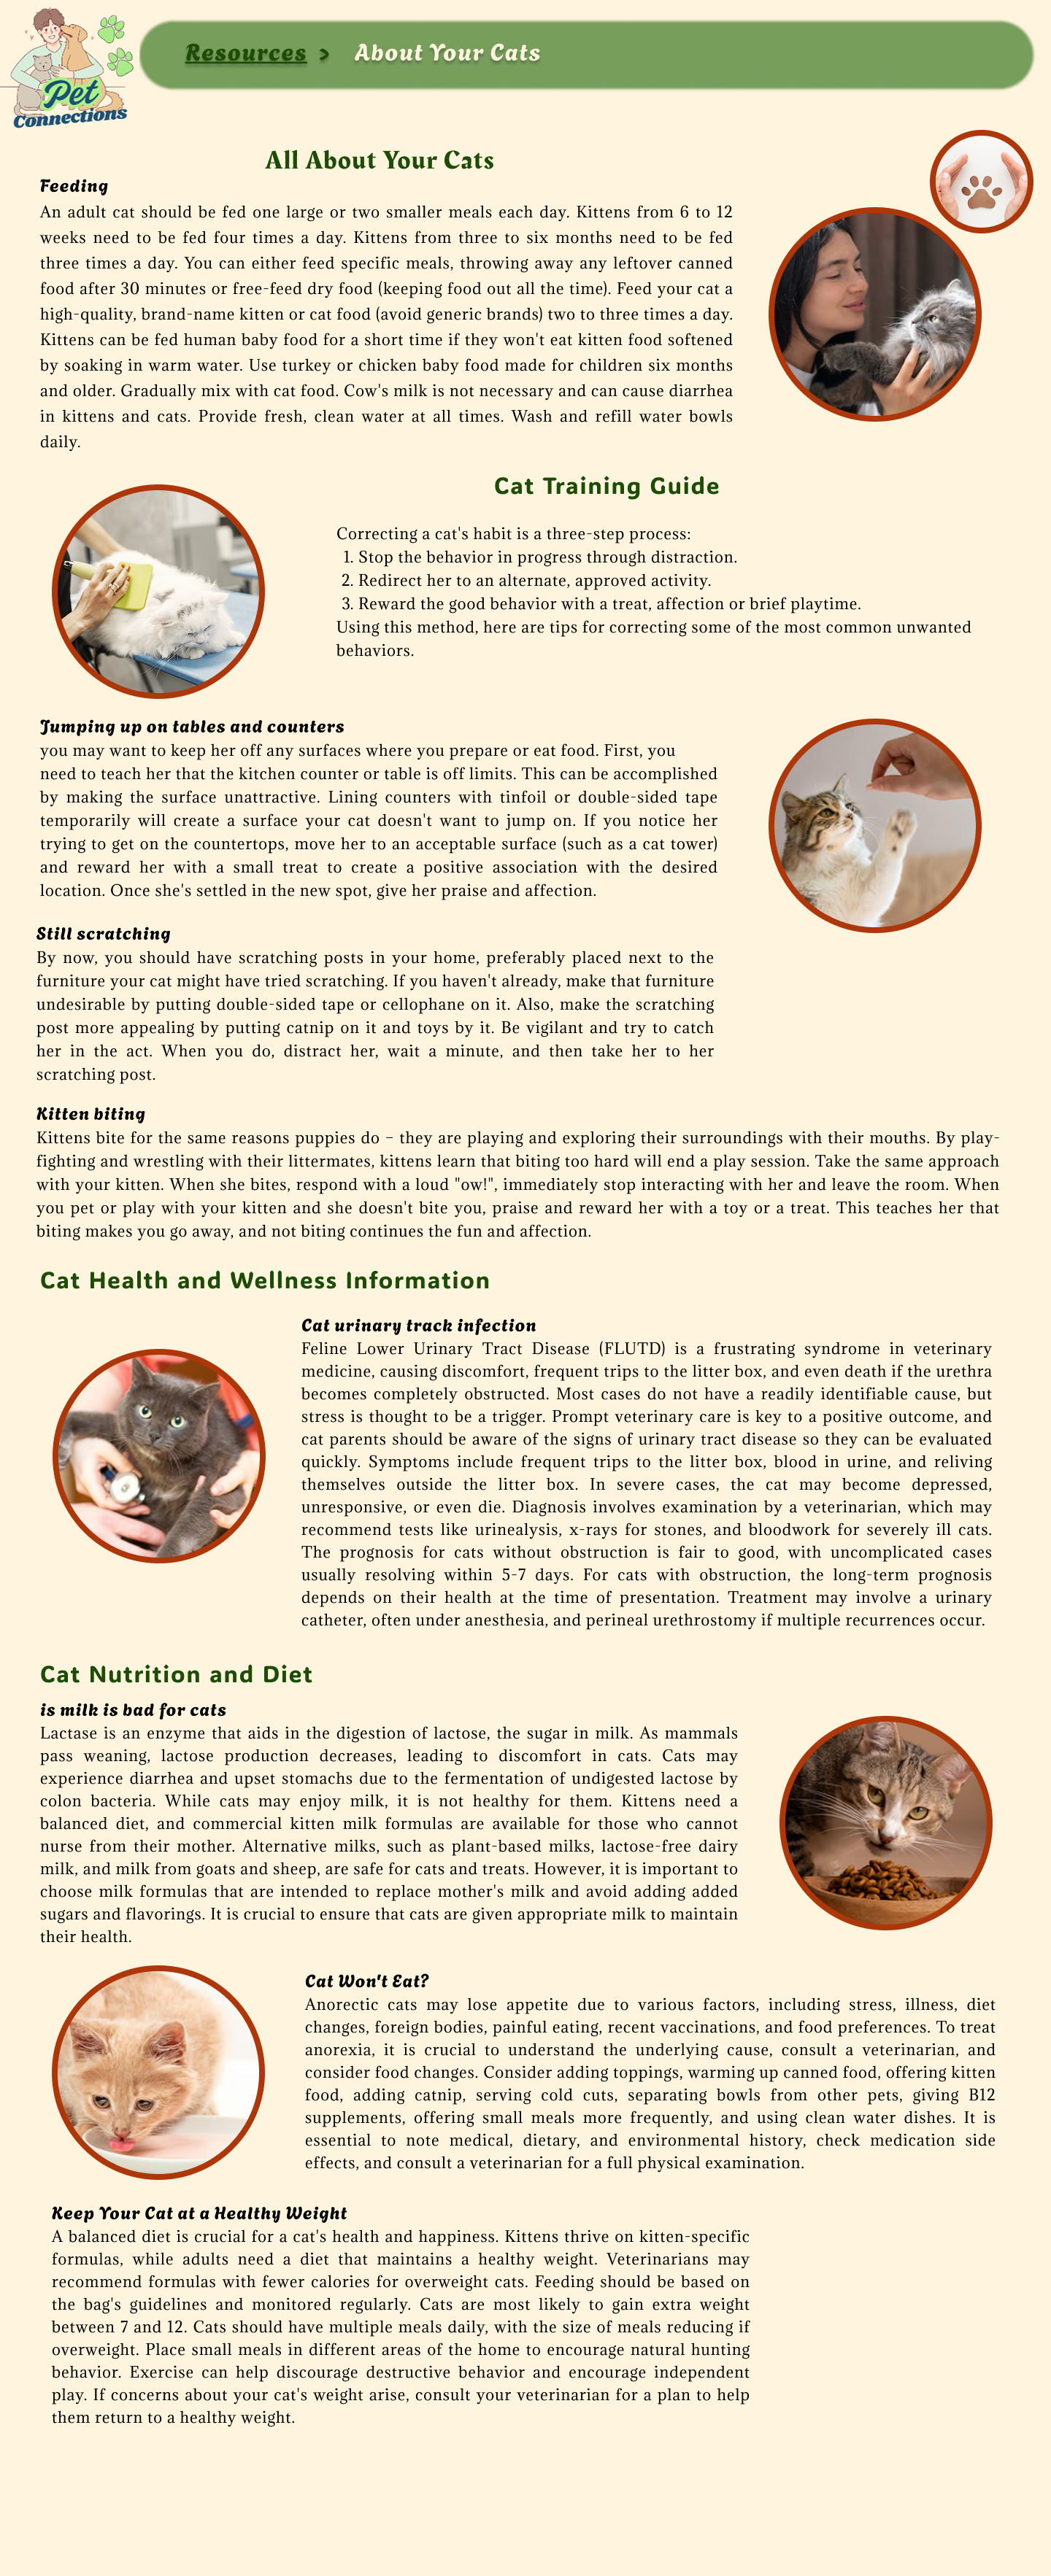 Resources > About Your Cats
Pet
Connections
All About Your Cats
Feeding
An adult cat should be fed one large or two smaller meals each day. Kittens from 6 to 12
weeks need to be fed four times a day. Kittens from three to six months need to be fed
three times a day. You can either feed specific meals, throwing away any leftover canned
food after 30 minutes or free-feed dry food (keeping food out all the time). Feed your cat a
high-quality, brand-name kitten or cat food (avoid generic brands) two to three times a day.
Kittens can be fed human baby food for a short time if they won't eat kitten food softened
by soaking in warm water. Use turkey or chicken baby food made for children six months
and older. Gradually mix with cat food. Cow's milk is not necessary and can cause diarrhea
in kittens and cats. Provide fresh, clean water at all times. Wash and refill water bowls
daily.
Cat Training Guide
Correcting a cat's habit is a three-step process:
1. Stop the behavior in progress through distraction.
2. Redirect her to an alternate, approved activity.
3. Reward the good behavior with a treat, affection or brief playtime.
Using this method, here are tips for correcting some of the most common unwanted
behaviors.
Jumping up on tables and counters
you may want to keep her off any surfaces where you prepare or eat food. First, you
need to teach her that the kitchen counter or table is off limits. This can be accomplished
by making the surface unattractive. Lining counters with tinfoil or double-sided tape
temporarily will create a surface your cat doesn't want to jump on. If you notice her
trying to get on the countertops, move her to an acceptable surface (such as a cat tower)
and reward her with a small treat to create a positive association with the desired
location. Once she's settled in the new spot, give her praise and affection.
Still scratching
By now, you should have scratching posts in your home, preferably placed next to the
furniture your cat might have tried scratching. If you haven't already, make that furniture
undesirable by putting double-sided tape or cellophane on it. Also, make the scratching
post more appealing by putting catnip on it and toys by it. Be vigilant and try to catch
her in the act. When you do, distract her, wait a minute, and then take her to her
scratching post.
Kitten biting
Kittens bite for the same reasons puppies do – they are playing and exploring their surroundings with their mouths. By play-
fighting and wrestling with their littermates, kittens learn that biting too hard will end a play session. Take the same approach
with your kitten. When she bites, respond with a loud "ow!", immediately stop interacting with her and leave the room. When
you pet or play with your kitten and she doesn't bite you, praise and reward her with a toy or a treat. This teaches her that
biting makes you go away, and not biting continues the fun and affection.
Cat Health and Wellness Information
Cat urinary track infection
Feline Lower Urinary Tract Disease (FLUTD) is a frustrating syndrome in veterinary
medicine, causing discomfort, frequent trips to the litter box, and even death if the urethra
becomes completely obstructed. Most cases do not have a readily identifiable cause, but
stress is thought to be a trigger. Prompt veterinary care is key to a positive outcome, and
cat parents should be aware of the signs of urinary tract disease so they can be evaluated
quickly. Symptoms include frequent trips to the litter box, blood in urine, and reliving
themselves outside the litter box. In severe cases, the cat may become depressed,
unresponsive, or even die. Diagnosis involves examination by a veterinarian, which may
recommend tests like urinealysis, x-rays for stones, and bloodwork for severely ill cats.
The prognosis for cats without obstruction is fair to good, with uncomplicated cases
usually resolving within 5-7 days. For cats with obstruction, the long-term prognosis
depends on their health at the time of presentation. Treatment may involve a urinary
catheter, often under anesthesia, and perineal urethrostomy if multiple recurrences occur.
Cat Nutrition and Diet
is milk is bad for cats
Lactase is an enzyme that aids in the digestion of lactose, the sugar in milk. As mammals
pass weaning, lactose production decreases, leading to discomfort in cats. Cats may
experience diarrhea and upset stomachs due to the fermentation of undigested lactose by
colon bacteria. While cats may enjoy milk, it is not healthy for them. Kittens need a
balanced diet, and commercial kitten milk formulas are available for those who cannot
nurse from their mother. Alternative milks, such as plant-based milks, lactose-free dairy
milk, and milk from goats and sheep, are safe for cats and treats. However, it is important to
choose milk formulas that are intended to replace mother's milk and avoid adding added
sugars and flavorings. It is crucial to ensure that cats are given appropriate milk to maintain
their health.
Cat Won't Eat?
Anorectic cats may lose appetite due to various factors, including stress, illness, diet
changes, foreign bodies, painful eating, recent vaccinations, and food preferences. To treat
anorexia, it is crucial to understand the underlying cause, consult a veterinarian, and
consider food changes. Consider adding toppings, warming up canned food, offering kitten
food, adding catnip, serving cold cuts, separating bowls from other pets, giving B12
supplements, offering small meals more frequently, and using clean water dishes. It is
essential to note medical, dietary, and environmental history, check medication side
effects, and consult a veterinarian for a full physical examination.
Keep Your Cat at a Healthy Weight
A balanced diet is crucial for a cat's health and happiness. Kittens thrive on kitten-specific
formulas, while adults need a diet that maintains a healthy weight. Veterinarians may
recommend formulas with fewer calories for overweight cats. Feeding should be based on
the bag's guidelines and monitored regularly. Cats are most likely to gain extra weight
between 7 and 12. Cats should have multiple meals daily, with the size of meals reducing if
overweight. Place small meals in different areas of the home to encourage natural hunting
behavior. Exercise can help discourage destructive behavior and encourage independent
play. If concerns about your cat's weight arise, consult your veterinarian for a plan to help
them return to a healthy weight.